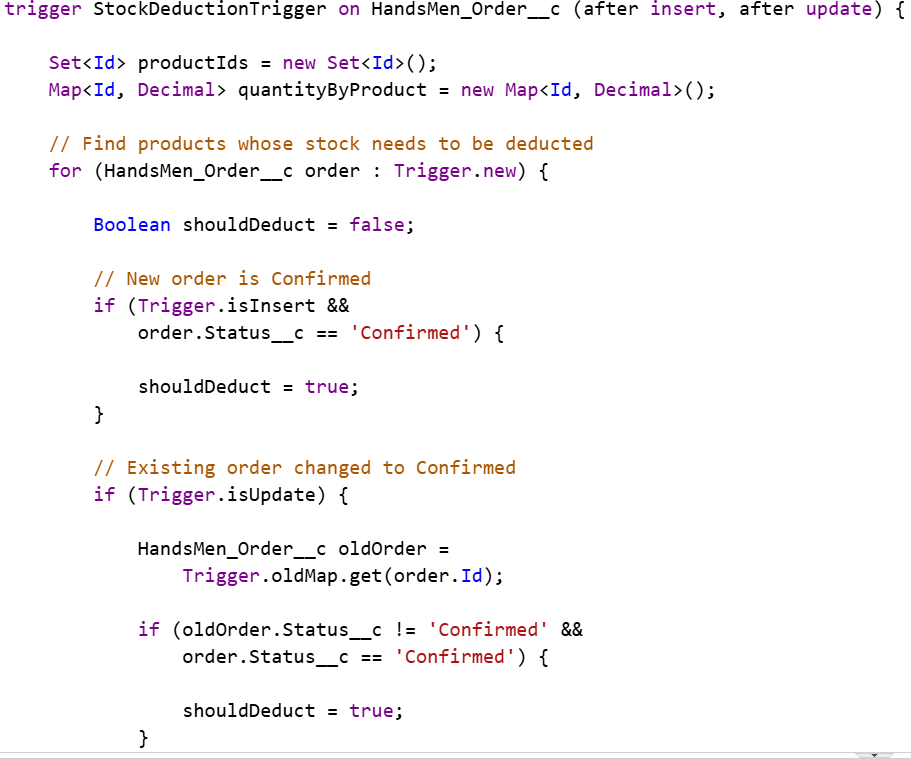 trigger StockDeductionTrigger on HandsMen_Order__c (after insert, after update) {
Set<Id> productIds = new Set<Id>();
Map<Id, Decimal> quantityByProduct = new Map<Id, Decimal>();
// Find products whose stock needs to be deducted
for (HandsMen_Order__c order : Trigger.new) {
Boolean shouldDeduct = false;
// New order is Confirmed
if (Trigger.isInsert &&
order.Status__c == 'Confirmed') {
shouldDeduct = true;
}
// Existing order changed to Confirmed
if (Trigger.isUpdate) {
HandsMen_Order__c oldOrder =
Trigger.oldMap.get(order.Id);
if (oldOrder.Status__c != 'Confirmed' &&
order.Status__c == 'Confirmed') {
shouldDeduct = true;
}